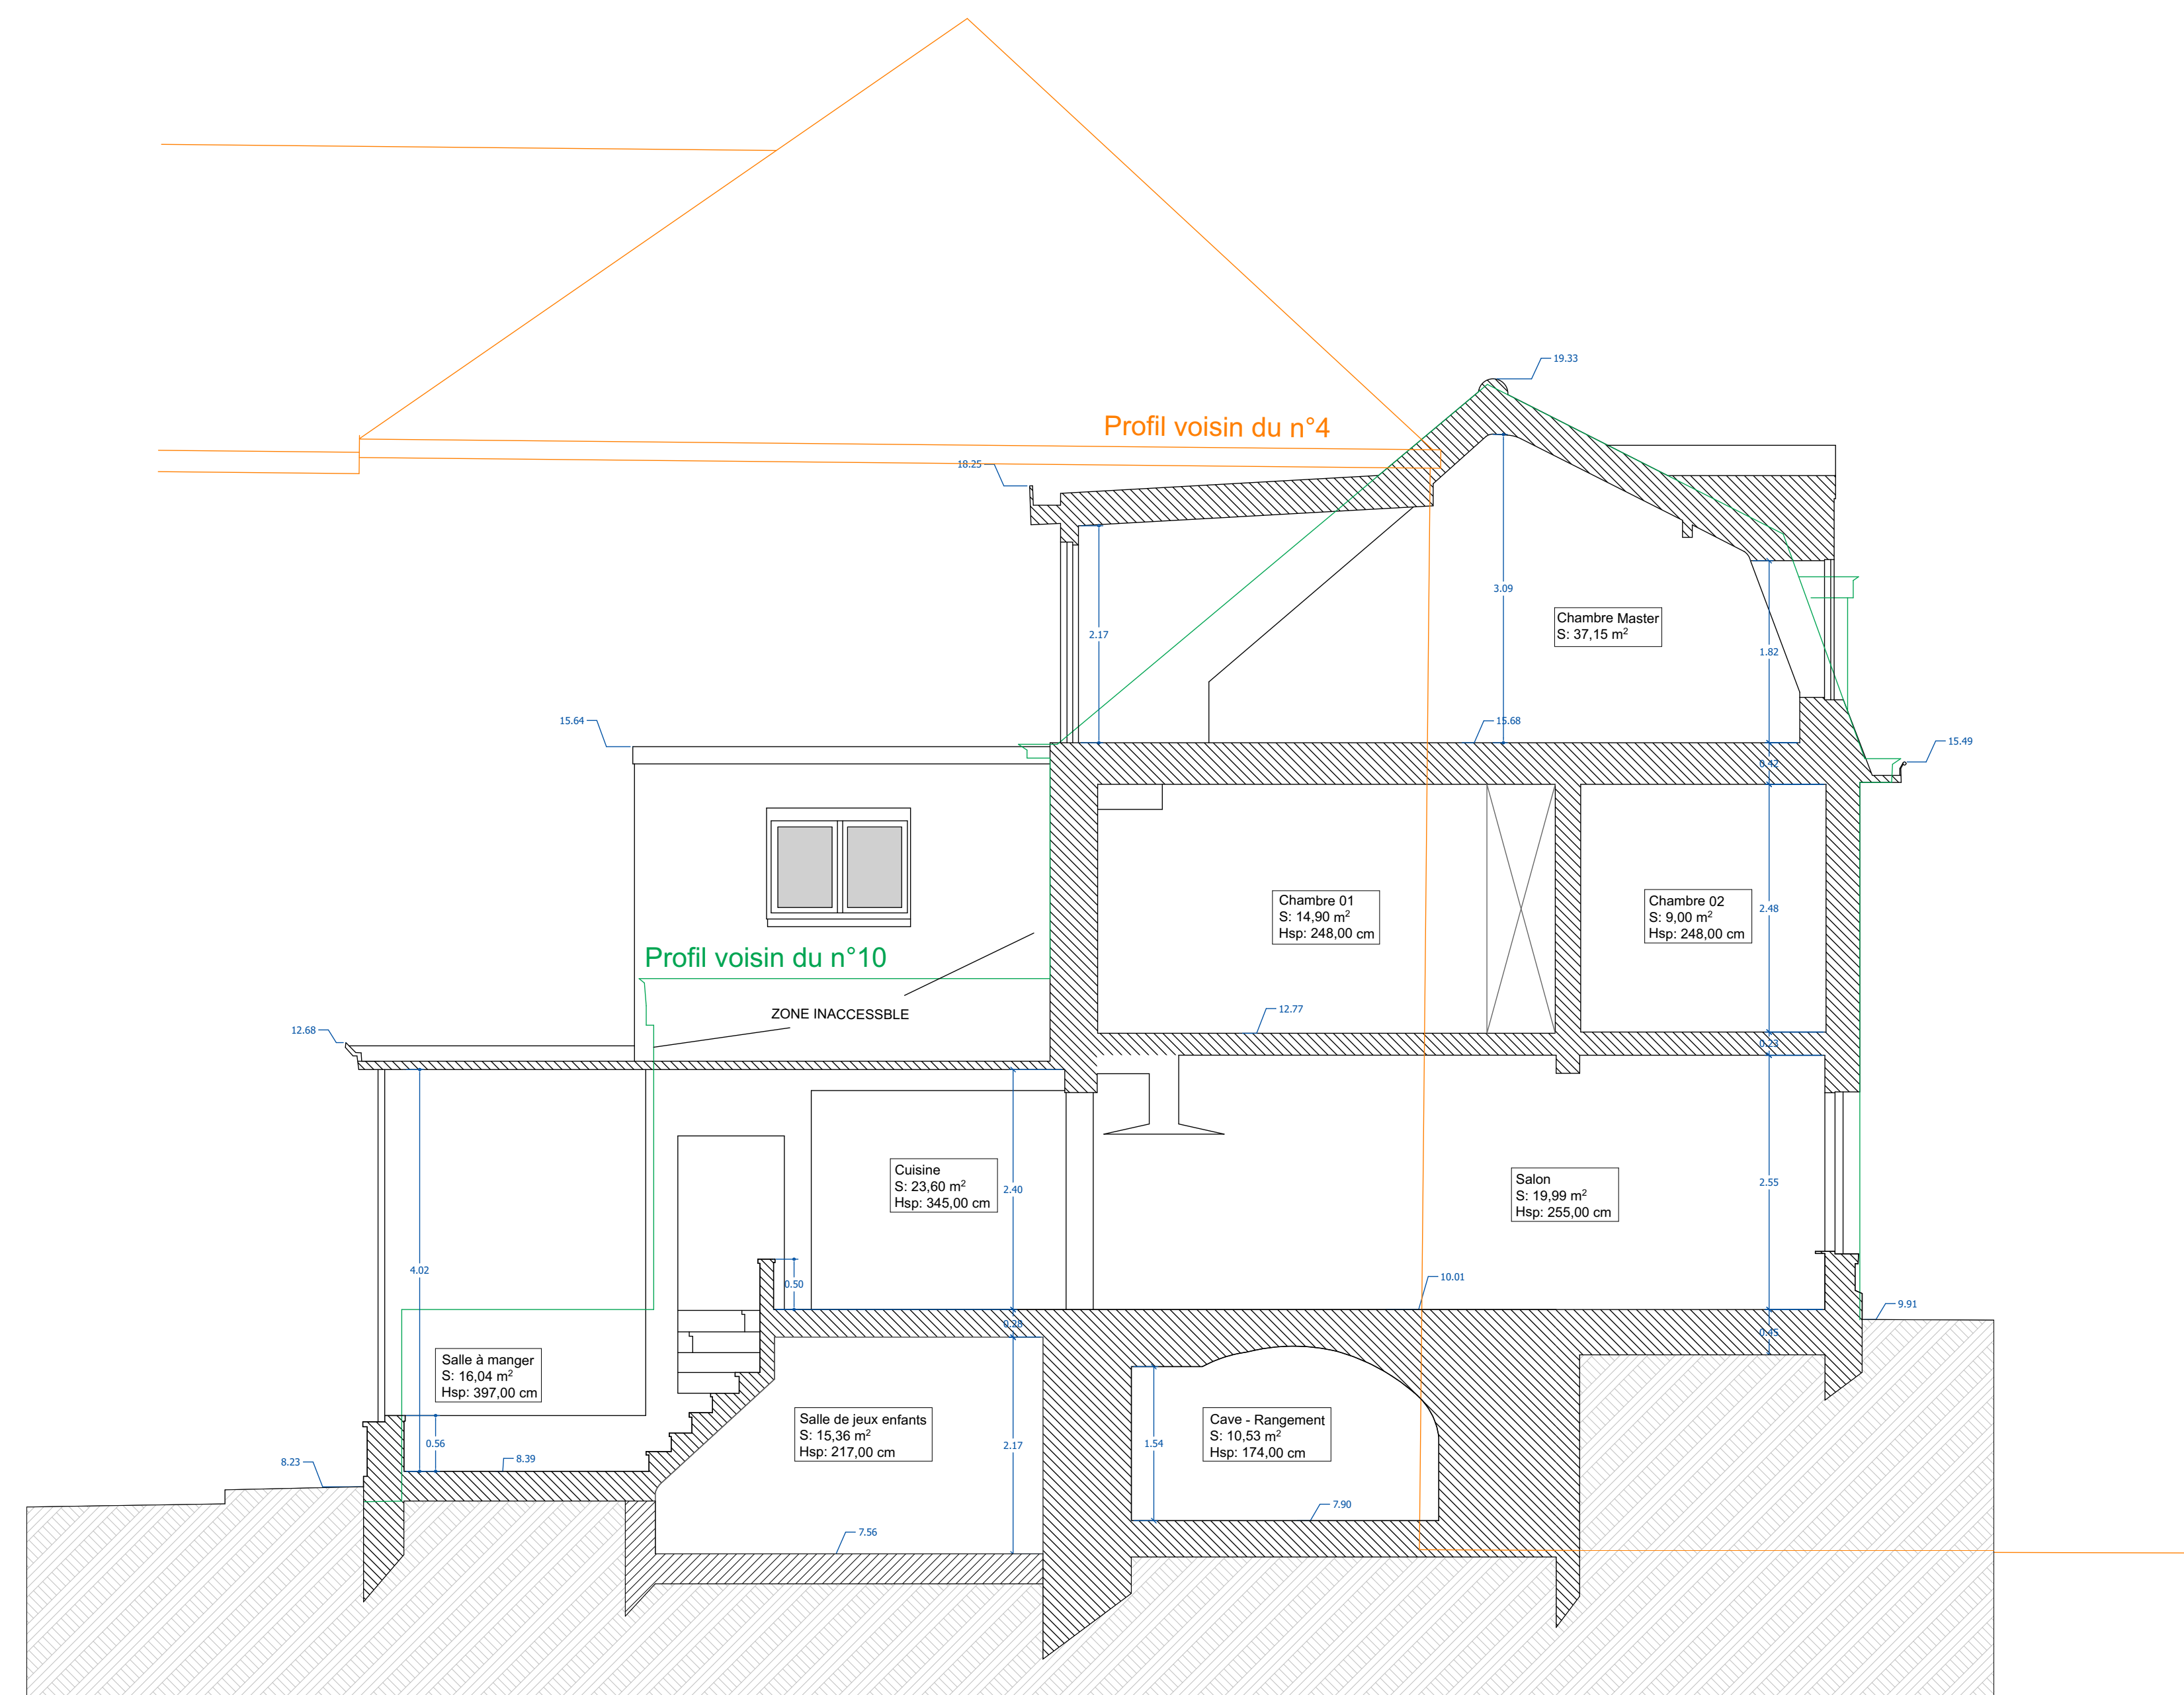 19.33
Profil voisin du n°4
18.25
3.09
Chambre Master
S: 37,15 m²
2.17
1.82
15.64
15.68
15.49
0.42
Chambre 01
S: 14,90 m²
Hsp: 248,00 cm
Chambre 02
S: 9,00 m²
Hsp: 248,00 cm
2.48
Profil voisin du n°10
ZONE INACCESSBLE
12.77
12.68
0.23
Cuisine
S: 23,60 m²
Hsp: 345,00 cm
2.40
Salon
S: 19,99 m²
Hsp: 255,00 cm
2.55
4.02
0.50
10.01
9.91
0.28
0.45
Salle à manger
S: 16,04 m²
Hsp: 397,00 cm
Salle de jeux enfants
S: 15,36 m²
Hsp: 217,00 cm
Cave - Rangement
S: 10,53 m²
Hsp: 174,00 cm
0.56
2.17
1.54
8.23
8.39
7.90
7.56